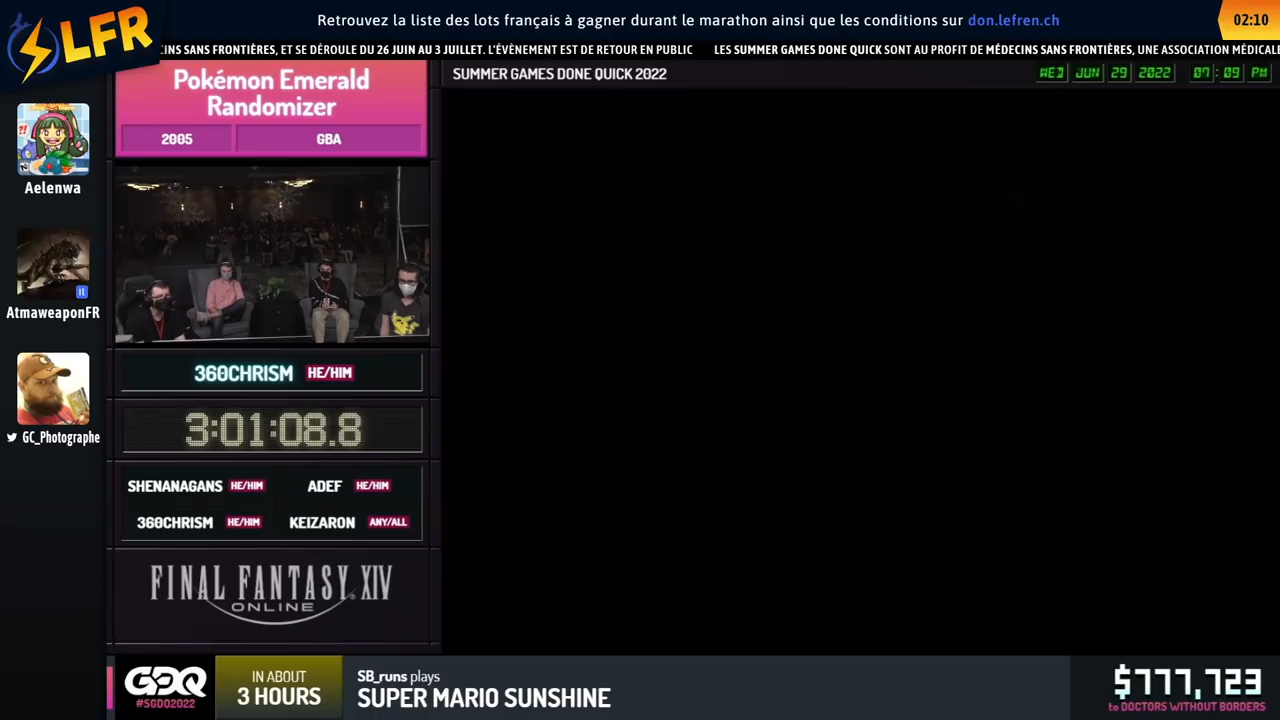 LFR
Retrouvez la liste des lots français à gagner durant le marathon ainsi que les conditions sur don.lefren.ch
02:10
CINS SANS FRONTIÈRES, ET SE DÉROULE DU 26 JUIN AU 3 JUILLET. L'ÉVÈNEMENT EST DE RETOUR EN PUBLIC LES SUMMER GAMES DONE QUICK SONT AU PROFIT DE MÉDECINS SANS FRONTIÈRES, UNE ASSOCIATION MÉDICALE
Pokémon Emerald
Randomizer
2005 GBA
SUMMER GAMES DONE QUICK 2022
WED JUN 29 2022 07:09 PM
Aelenwa
AtmaweaponFR
GC_Photographe
360CHRISM HE/HIM
3:01:08.8
SHENANAGANS HE/HIM ADEF HE/HIM
360CHRISM HE/HIM KEIZARON ANY/ALL
FINAL FANTASY XIV
ONLINE
GDQ
#SGDQ2022
IN ABOUT
3 HOURS
SB_runs plays
SUPER MARIO SUNSHINE
$777,723
to DOCTORS WITHOUT BORDERS